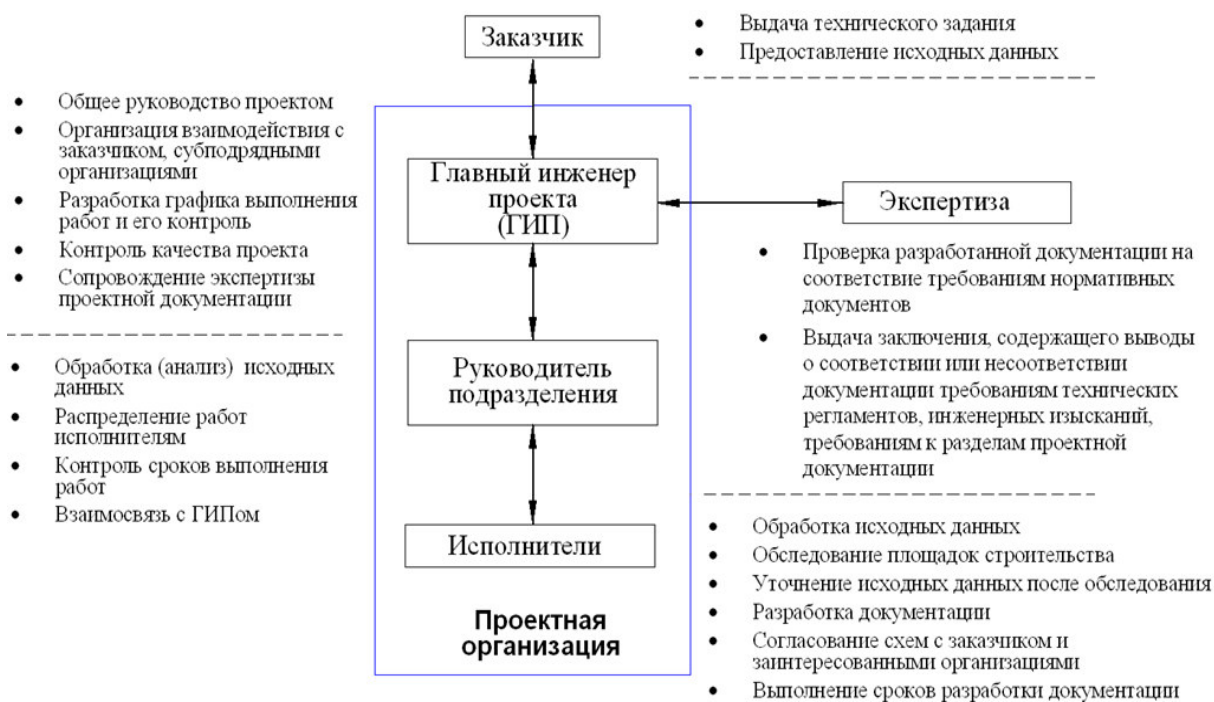 Заказчик
• Выдача технического задания
• Предоставление исходных данных
• Общее руководство проектом
• Организация взаимодействия с
заказчиком, субподрядными
организациями
• Разработка графика выполнения
работ и его контроль
• Контроль качества проекта
• Сопровождение экспертизы
проектной документации
Главный инженер
проекта
(ГИП)
Экспертиза
• Проверка разработанной документации на
соответствие требованиям нормативных
документов
• Выдача заключения, содержащего выводы
о соответствии или несоответствии
документации требованиям технических
регламентов, инженерных изысканий,
требованиям к разделам проектной
документации
• Обработка (анализ) исходных
данных
• Распределение работ
исполнителям
• Контроль сроков выполнения
работ
• Взаимосвязь с ГИПом
Руководитель
подразделения
Исполнители
Проектная
организация
• Обработка исходных данных
• Обследование площадок строительства
• Уточнение исходных данных после обследования
• Разработка документации
• Согласование схем с заказчиком и
заинтересованными организациями
• Выполнение сроков разработки документации